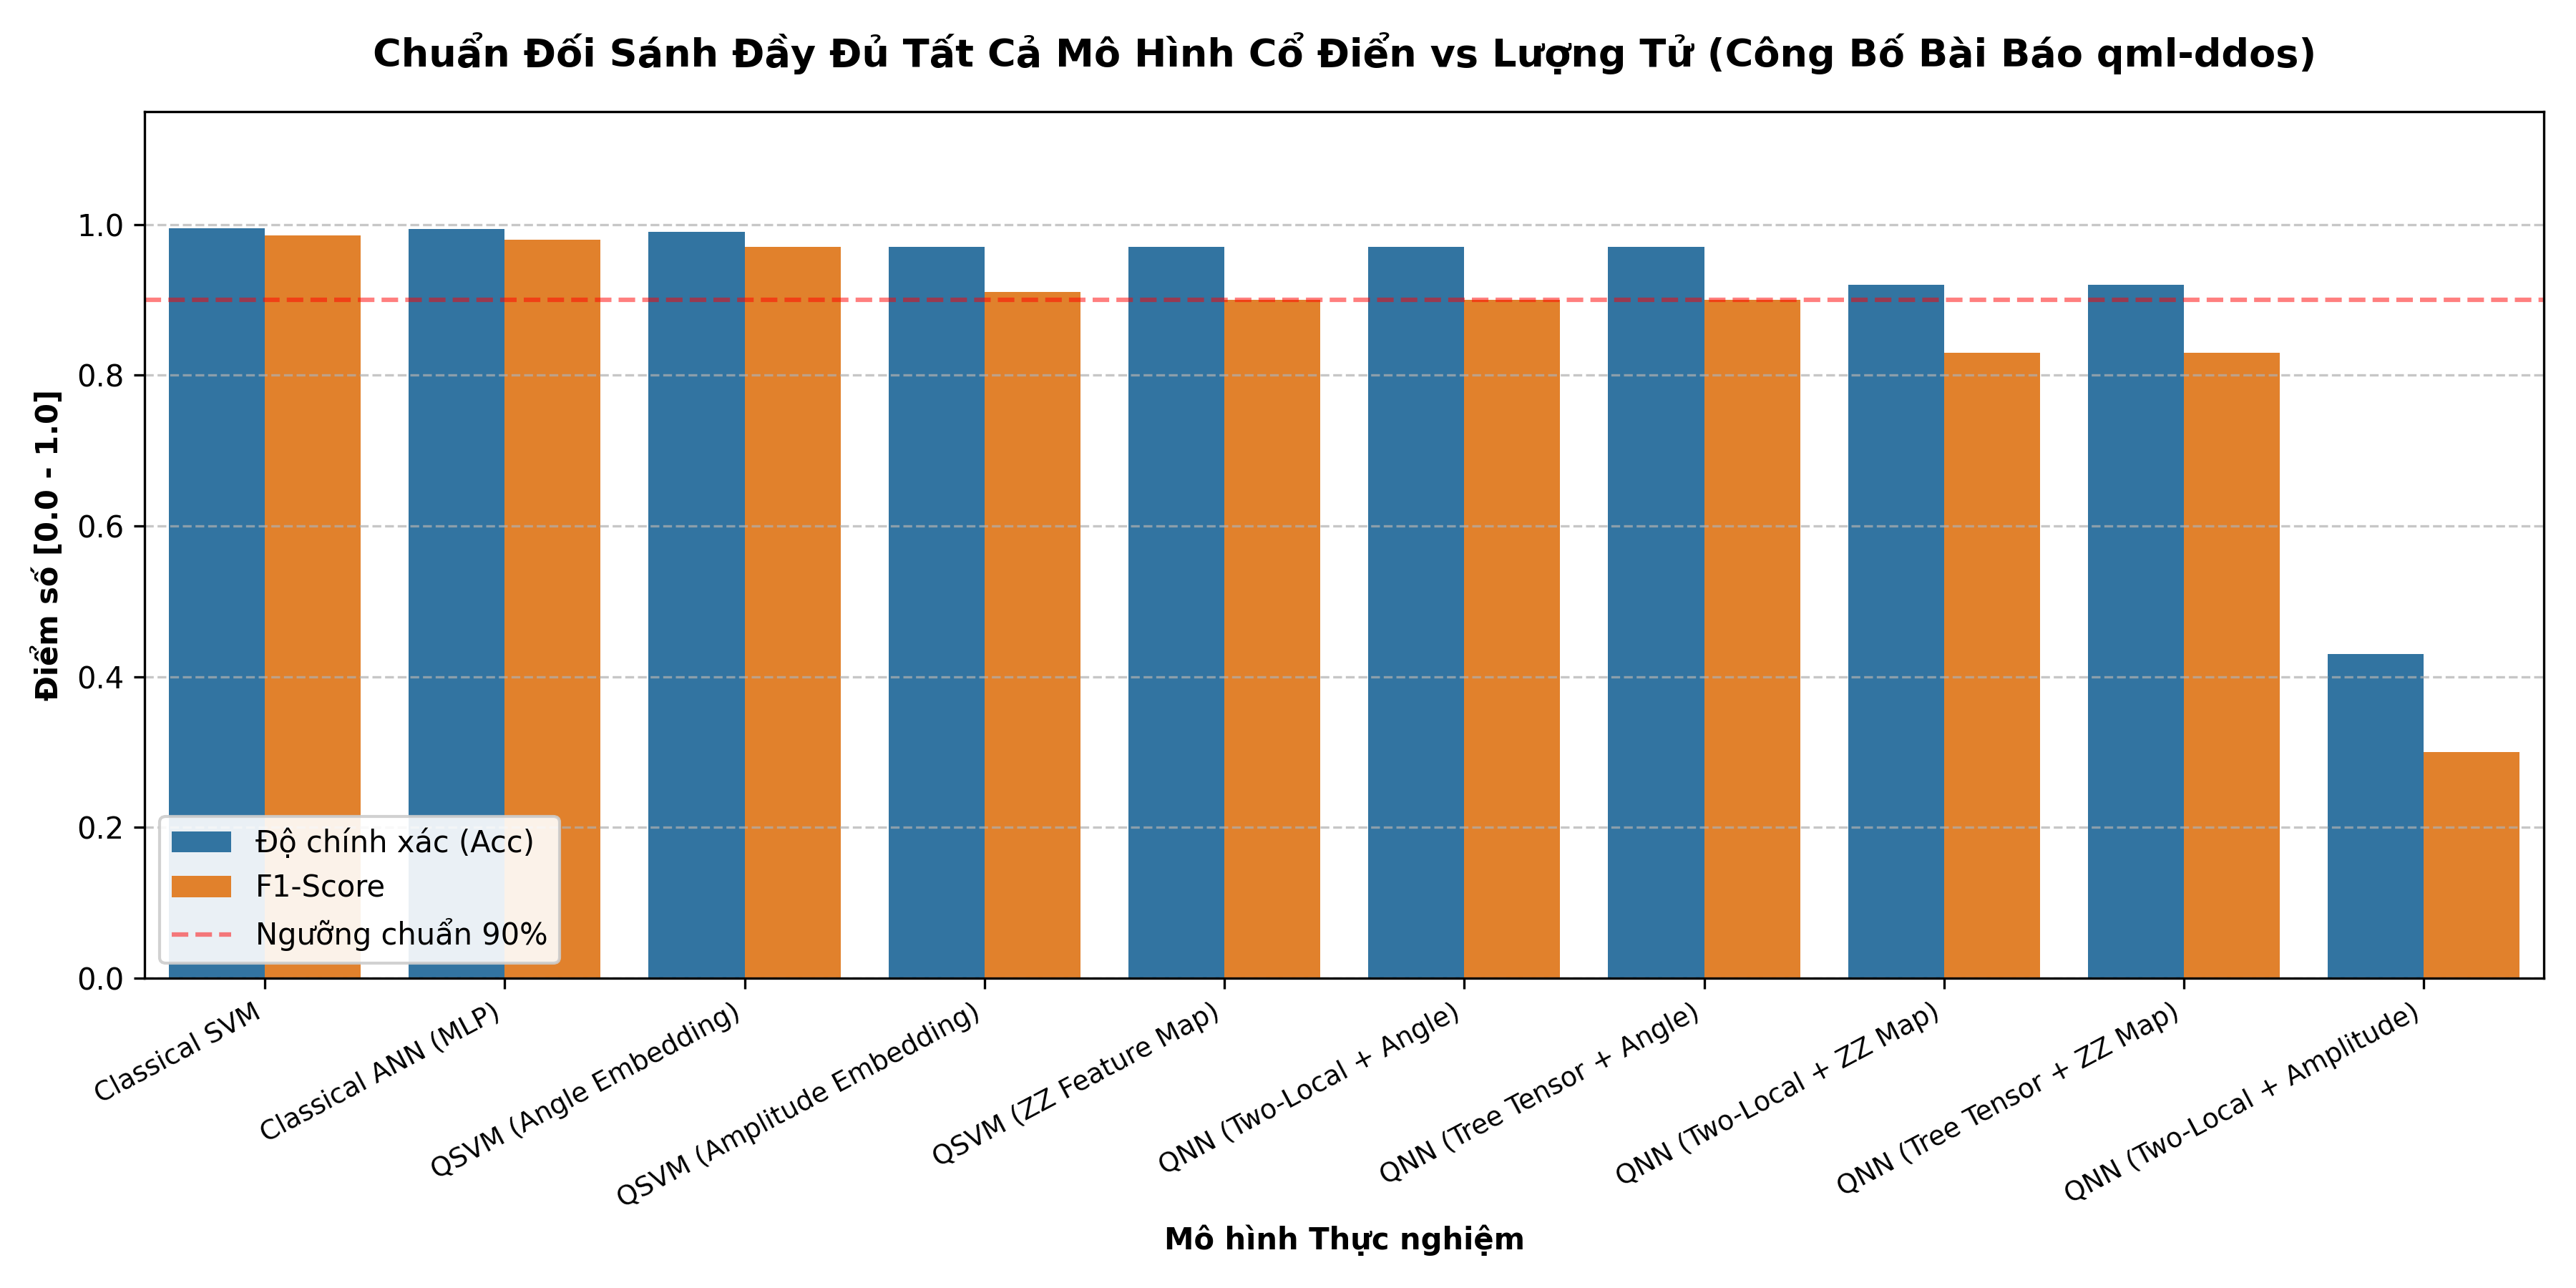 Chuẩn Đối Sánh Đầy Đủ Tất Cả Mô Hình Cổ Điển vs Lượng Tử (Công Bố Bài Báo qml-ddos)
Điểm số [0.0 - 1.0]
1.0
0.8
0.6
0.4
0.2
0.0
Độ chính xác (Acc)
F1-Score
Ngưỡng chuẩn 90%
Classical SVM
Classical ANN (MLP)
QSVM (Angle Embedding)
QSVM (Amplitude Embedding)
QSVM (ZZ Feature Map)
QNN (Two-Local + Angle)
QNN (Tree Tensor + Angle)
QNN (Two-Local + ZZ Map)
QNN (Tree Tensor + ZZ Map)
QNN (Two-Local + Amplitude)
Mô hình Thực nghiệm